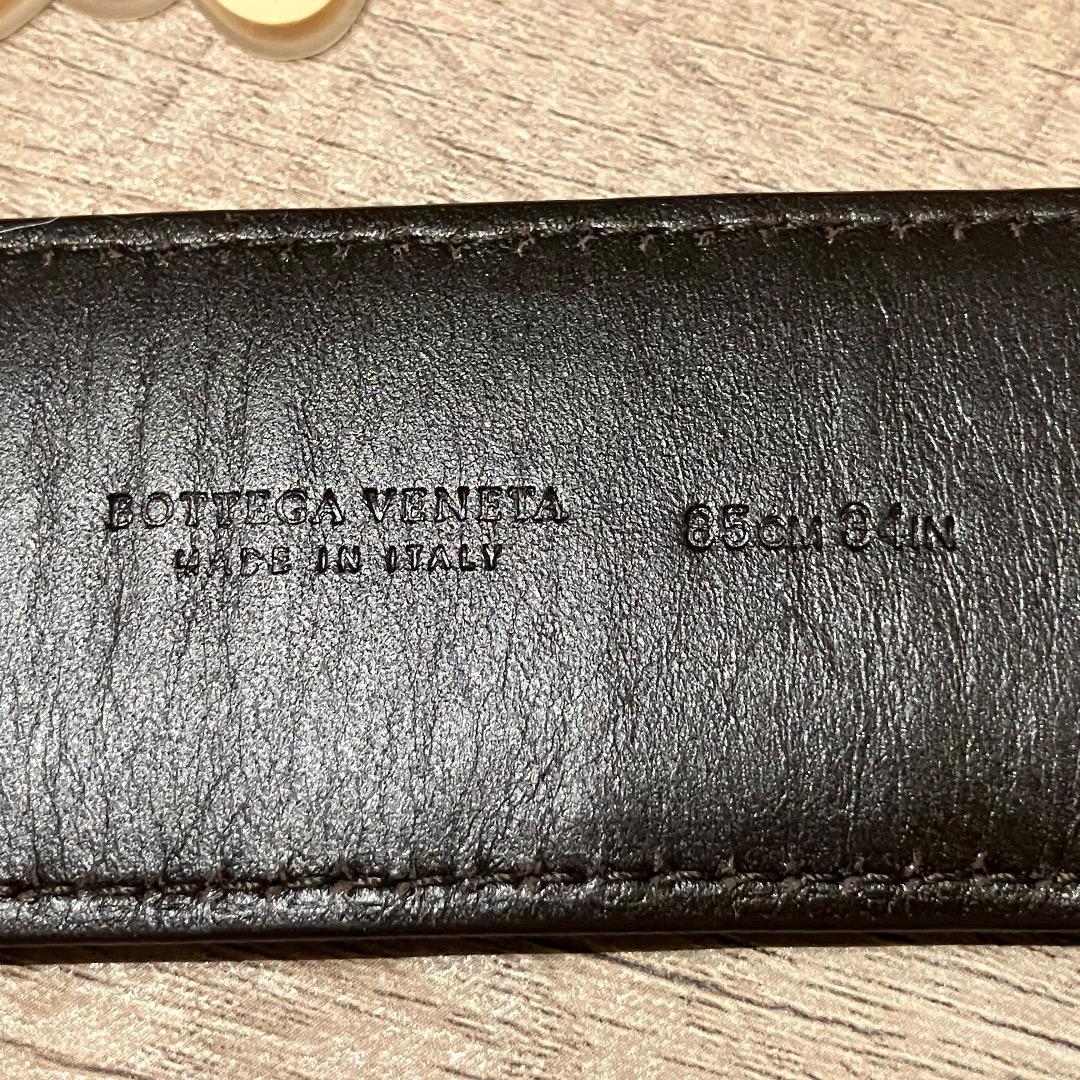 BOTTEGA VENETA
MADE IN ITALY
85CM 34IN